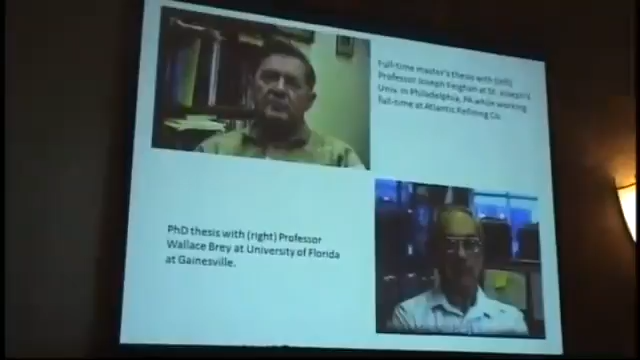 Full-time master's thesis with (left)
Professor Joseph Feighan at St. Joseph's
Univ. in Philadelphia, PA while working
full-time at Atlantic Refining Co.
PhD thesis with (right) Professor
Wallace Brey at University of Florida
at Gainesville.